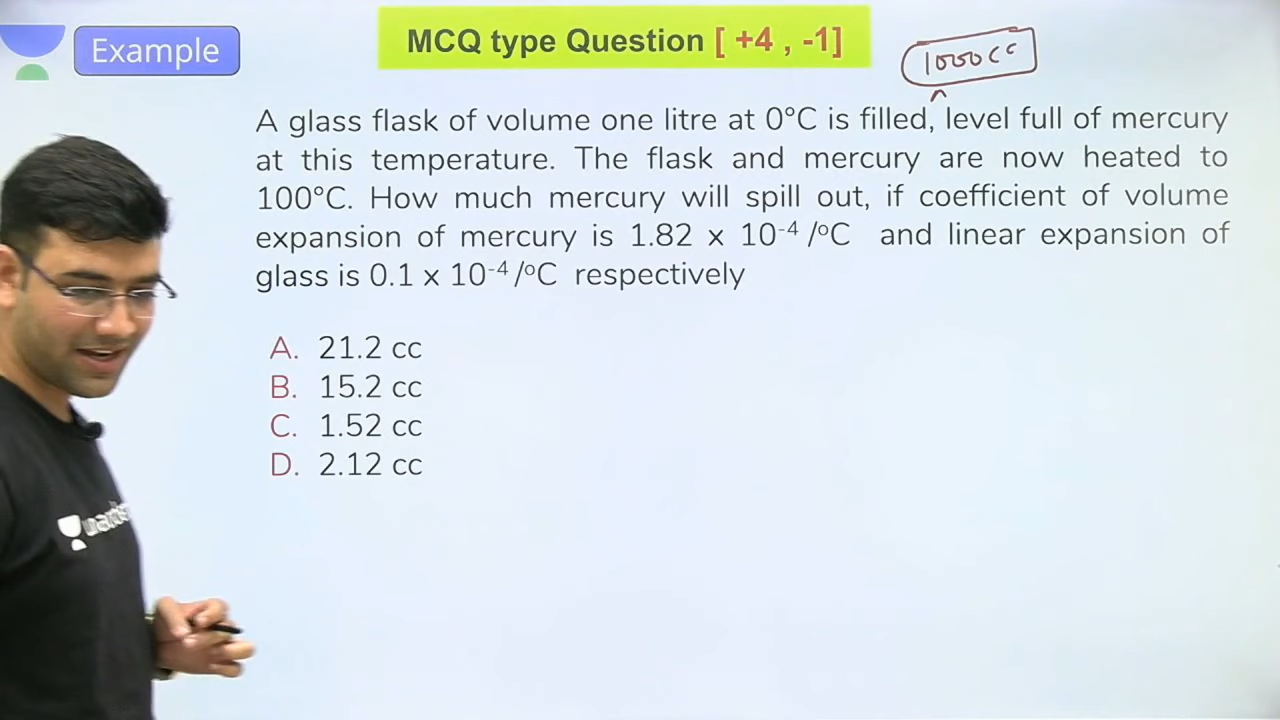 Example
MCQ type Question [ +4 , -1]
1000cc
A glass flask of volume one litre at 0°C is filled, level full of mercury
at this temperature. The flask and mercury are now heated to
100°C. How much mercury will spill out, if coefficient of volume
expansion of mercury is 1.82 x 10⁻⁴ /ºC and linear expansion of
glass is 0.1 x 10⁻⁴/ºC respectively
A. 21.2 cc
B. 15.2 cc
C. 1.52 cc
D. 2.12 cc